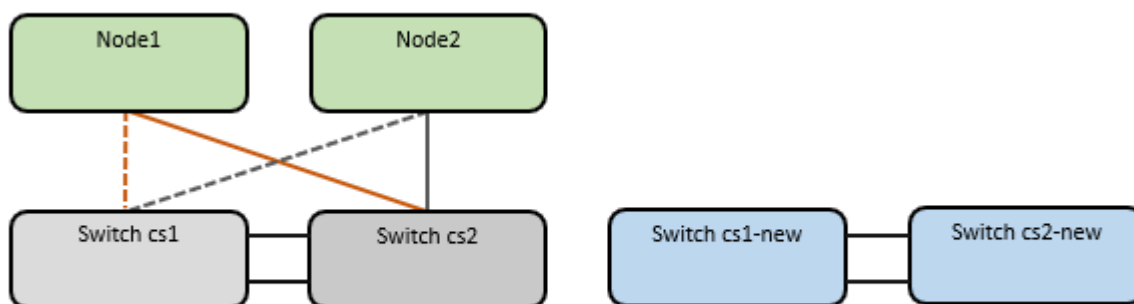 Node1
Node2
Switch cs1
Switch cs2
Switch cs1-new
Switch cs2-new